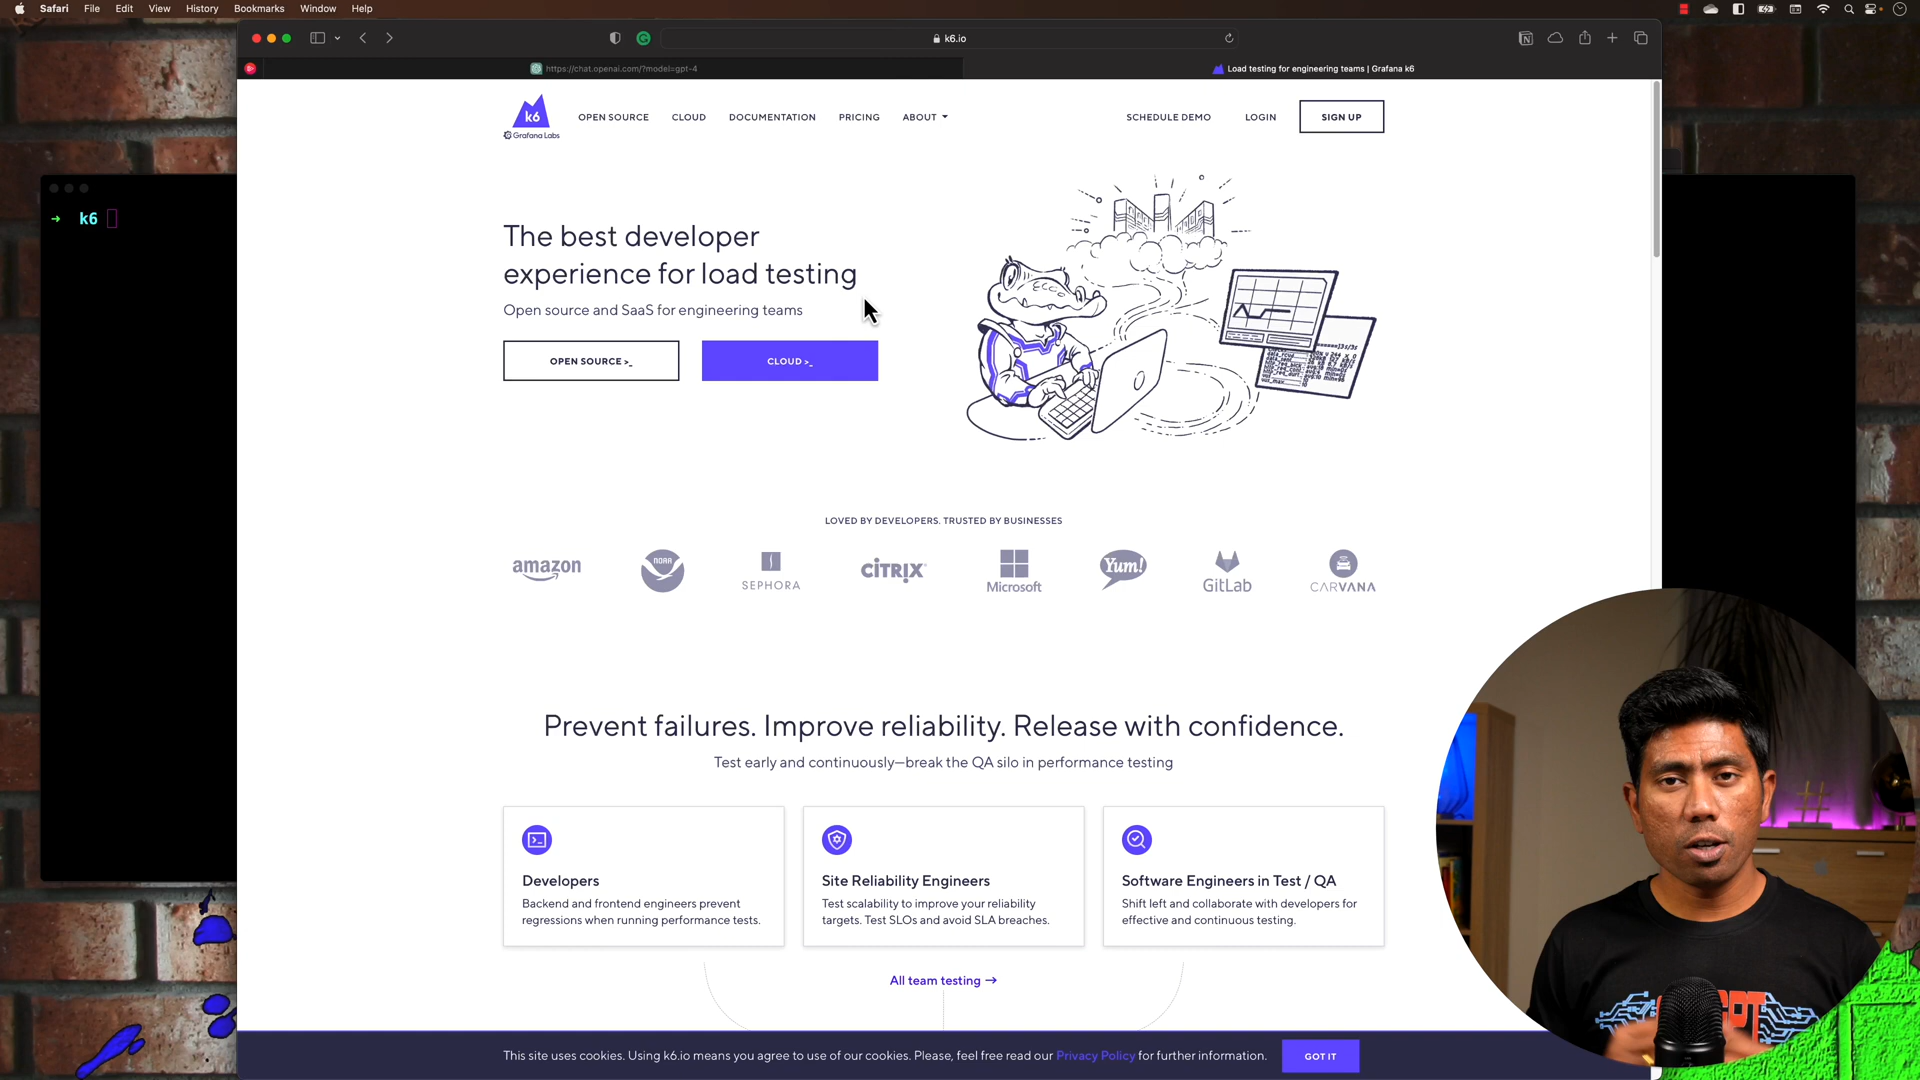 Safari File Edit View History Bookmarks Window Help
k6.io
https://chat.openai.com/?model=gpt-4
Load testing for engineering teams | Grafana k6
k6
Grafana Labs
OPEN SOURCE CLOUD DOCUMENTATION PRICING ABOUT
SCHEDULE DEMO LOGIN SIGN UP
→ k6
The best developer
experience for load testing
Open source and SaaS for engineering teams
OPEN SOURCE >_
CLOUD >_
LOVED BY DEVELOPERS. TRUSTED BY BUSINESSES
amazon
NOAA
SEPHORA
CITRIX
Microsoft
Yum!
GitLab
CARVANA
Prevent failures. Improve reliability. Release with confidence.
Test early and continuously—break the QA silo in performance testing
Developers
Backend and frontend engineers prevent
regressions when running performance tests.
Site Reliability Engineers
Test scalability to improve your reliability
targets. Test SLOs and avoid SLA breaches.
Software Engineers in Test / QA
Shift left and collaborate with developers for
effective and continuous testing.
All team testing →
This site uses cookies. Using k6.io means you agree to use of our cookies. Please, feel free read our Privacy Policy for further information.
GOT IT